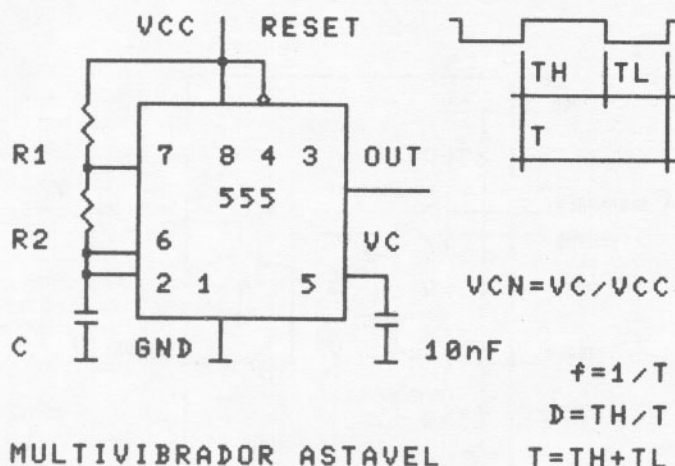 VCC RESET
TH TL
T
R1
7 8 4 3
OUT
555
R2
6
VC
2 1 5
VCN=VC/VCC
C
GND
10nF
f=1/T
D=TH/T
MULTIVIBRADOR ASTAVEL
T=TH+TL